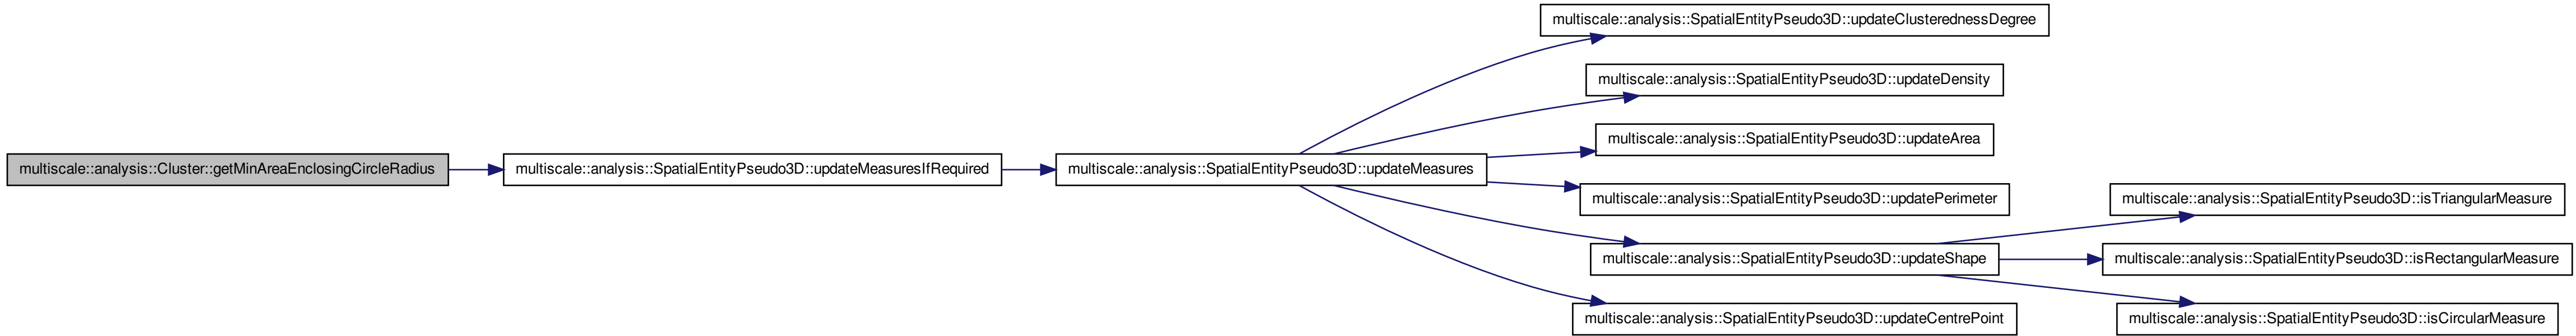 multiscale::analysis::SpatialEntityPseudo3D::updateClusterednessDegree
multiscale::analysis::SpatialEntityPseudo3D::updateDensity
multiscale::analysis::SpatialEntityPseudo3D::updateArea
multiscale::analysis::Cluster::getMinAreaEnclosingCircleRadius
multiscale::analysis::SpatialEntityPseudo3D::updateMeasuresIfRequired
multiscale::analysis::SpatialEntityPseudo3D::updateMeasures
multiscale::analysis::SpatialEntityPseudo3D::updatePerimeter
multiscale::analysis::SpatialEntityPseudo3D::isTriangularMeasure
multiscale::analysis::SpatialEntityPseudo3D::updateShape
multiscale::analysis::SpatialEntityPseudo3D::isRectangularMeasure
multiscale::analysis::SpatialEntityPseudo3D::updateCentrePoint
multiscale::analysis::SpatialEntityPseudo3D::isCircularMeasure